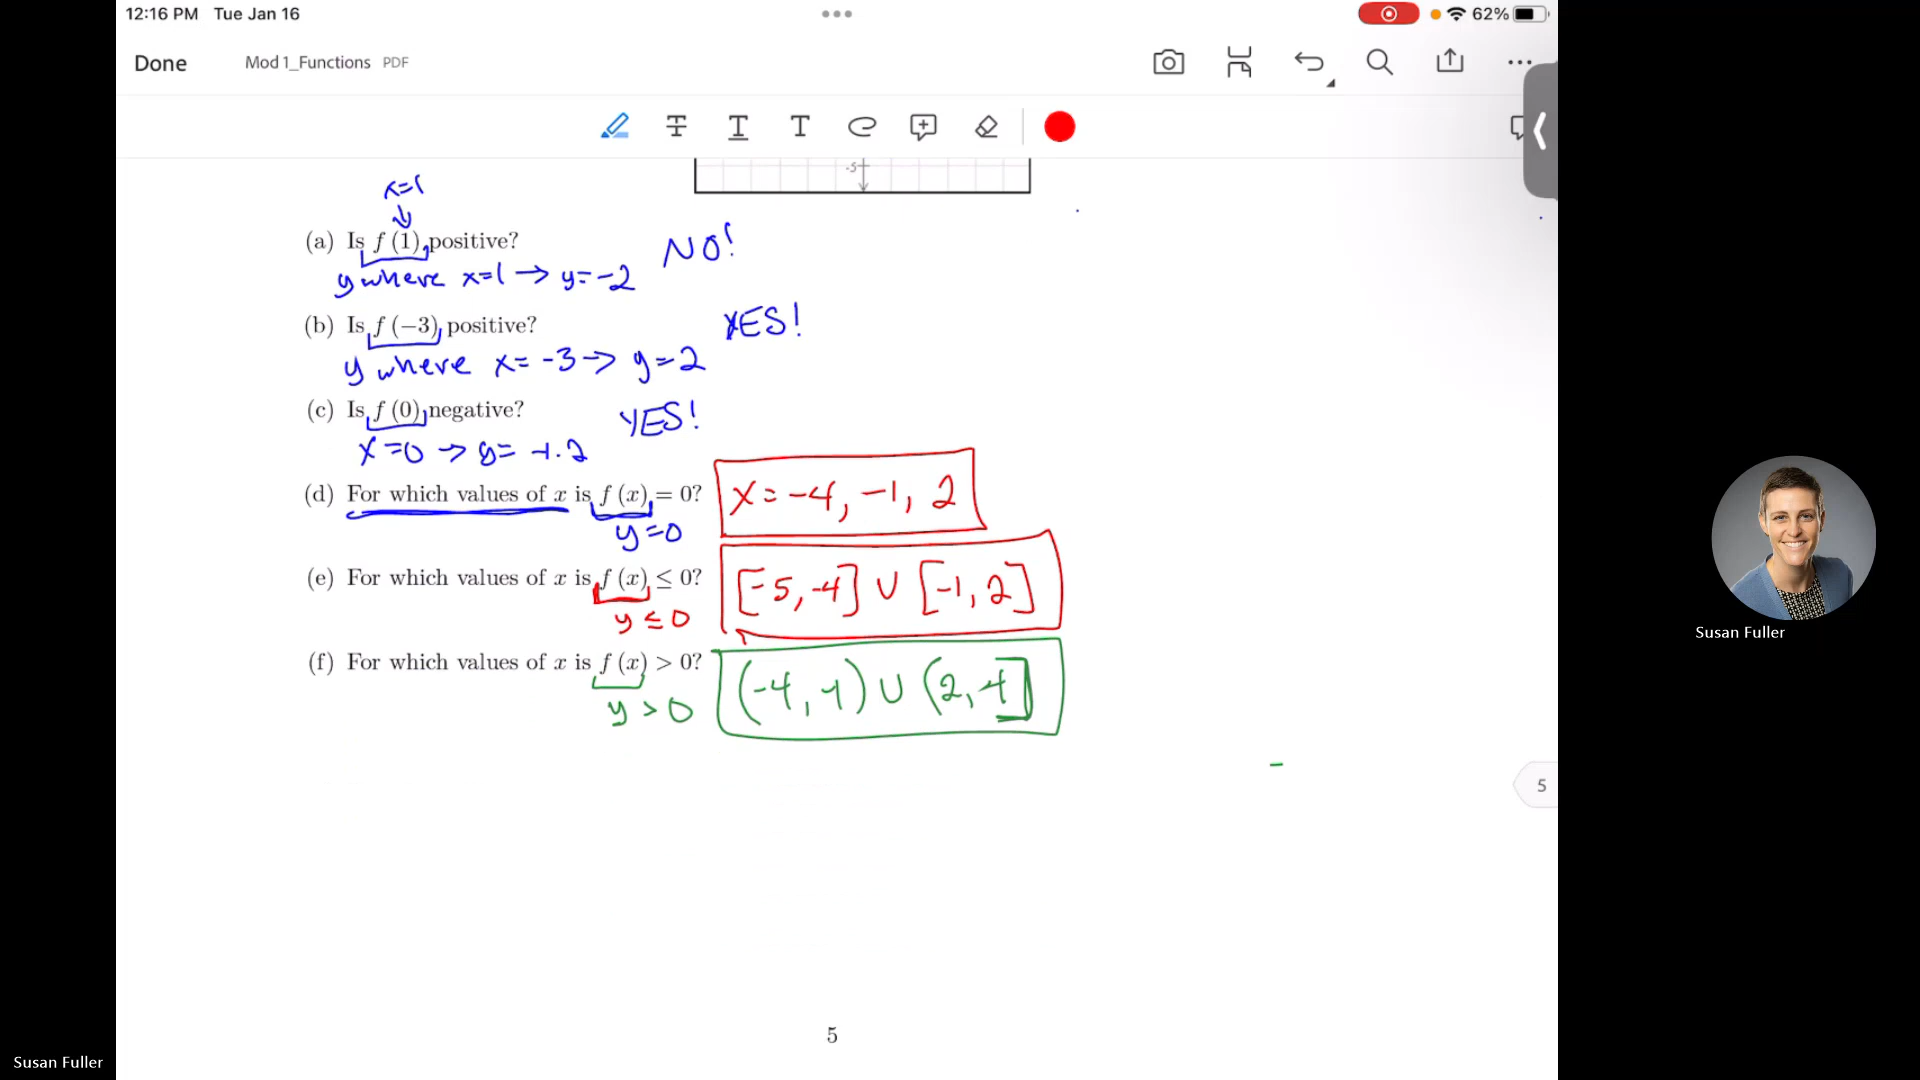 12:16 PM Tue Jan 16
62%
Done
Mod 1_Functions PDF
-5
x=1
(a) Is f (1) positive?
NO!
y where x=1 → y=-2
(b) Is f (−3) positive?
YES!
y where x= -3 → y=2
(c) Is f (0) negative?
YES!
x=0 → y= -1.2
(d) For which values of x is f (x) = 0?
x = -4, -1, 2
y=0
(e) For which values of x is f (x) ≤ 0?
[-5,-4] ∪ [-1,2]
y ≤ 0
(f) For which values of x is f (x) > 0?
(-4,-1) ∪ (2,4]
y > 0
5
5
Susan Fuller
Susan Fuller